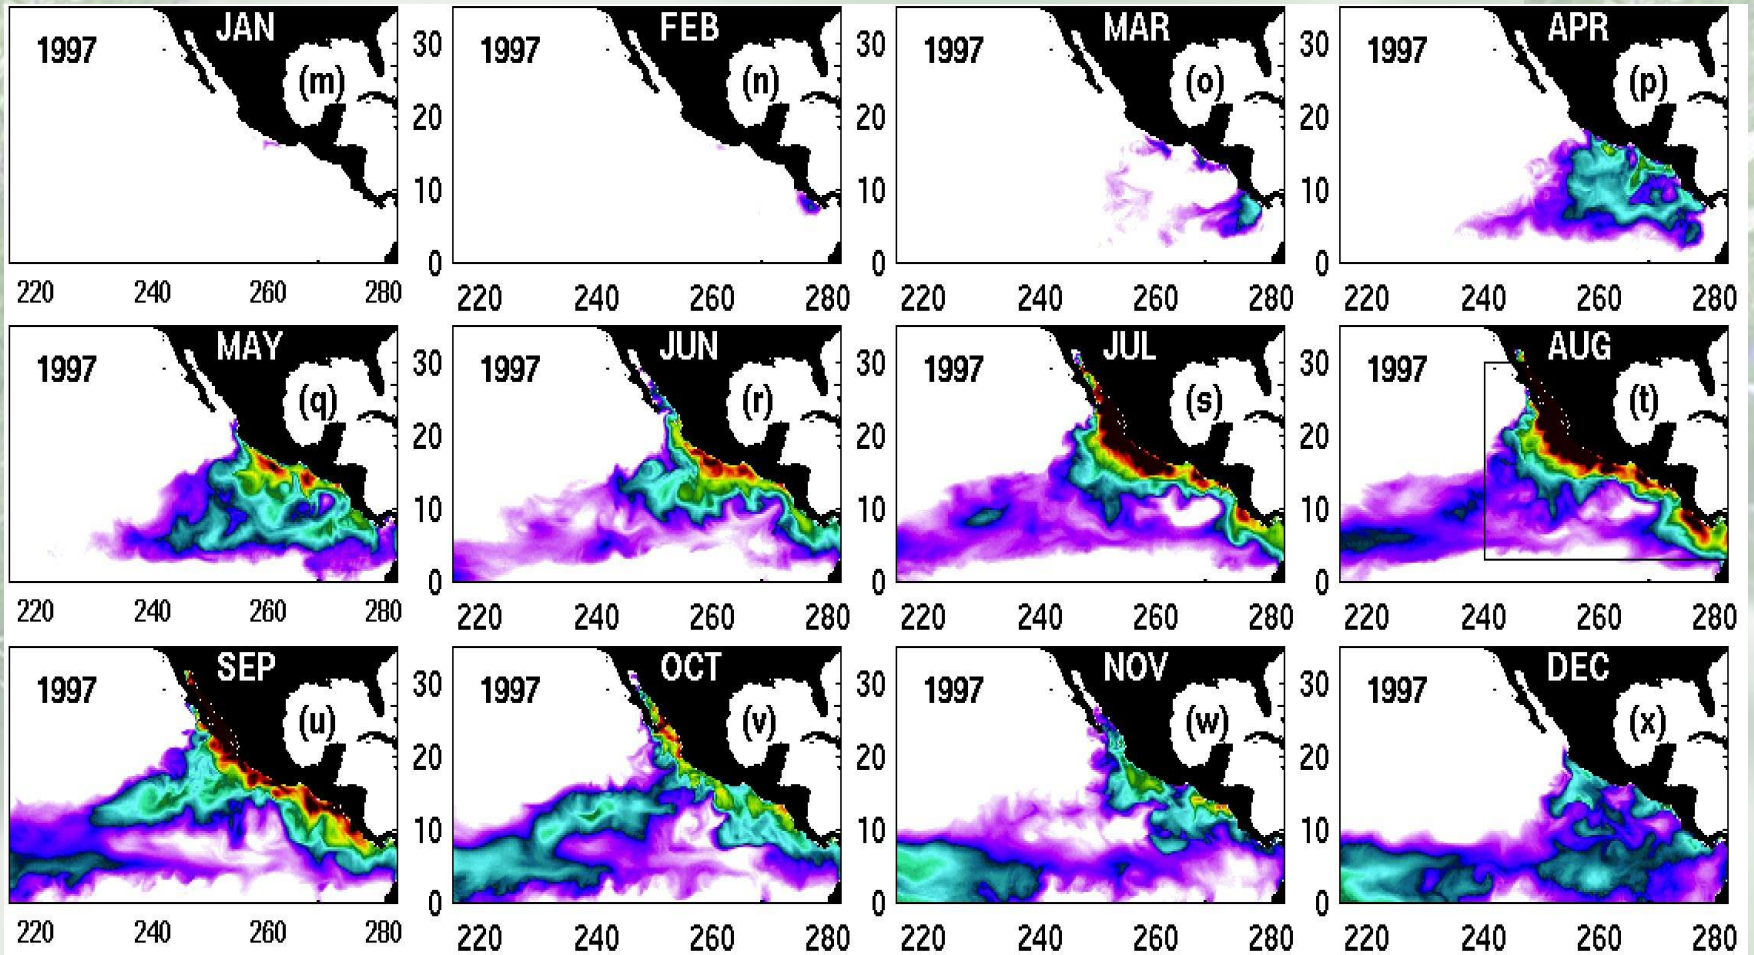 JAN FEB MAR APR
1997 30 1997 30 1997 30 1997
(m) (n) (o) (p)
20 20 20
10 10 10
0 0 0
220 240 260 280 220 240 260 280 220 240 260 280 220 240 260 280
MAY JUN JUL AUG
1997 30 1997 30 1997 30 1997
(q) (r) (s) (t)
20 20 20
10 10 10
0 0 0
220 240 260 280 220 240 260 280 220 240 260 280 220 240 260 280
SEP OCT NOV DEC
1997 30 1997 30 1997 30 1997
(u) (v) (w) (x)
20 20 20
10 10 10
0 0 0
220 240 260 280 220 240 260 280 220 240 260 280 220 240 260 280